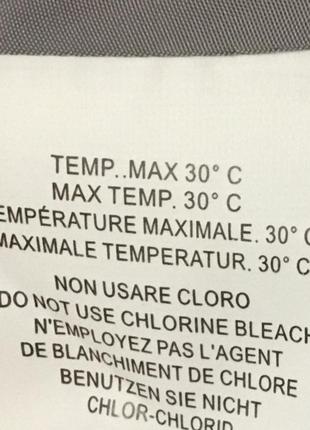 TEMP..MAX 30° C
MAX TEMP. 30° C
EMPÉRATURE MAXIMALE. 30° C
MAXIMALE TEMPERATUR. 30° C
NON USARE CLORO
DO NOT USE CHLORINE BLEACH
N'EMPLOYEZ PAS L'AGENT
DE BLANCHIMENT DE CHLORE
BENUTZEN SIE NICHT
CHLOR-CHLORID